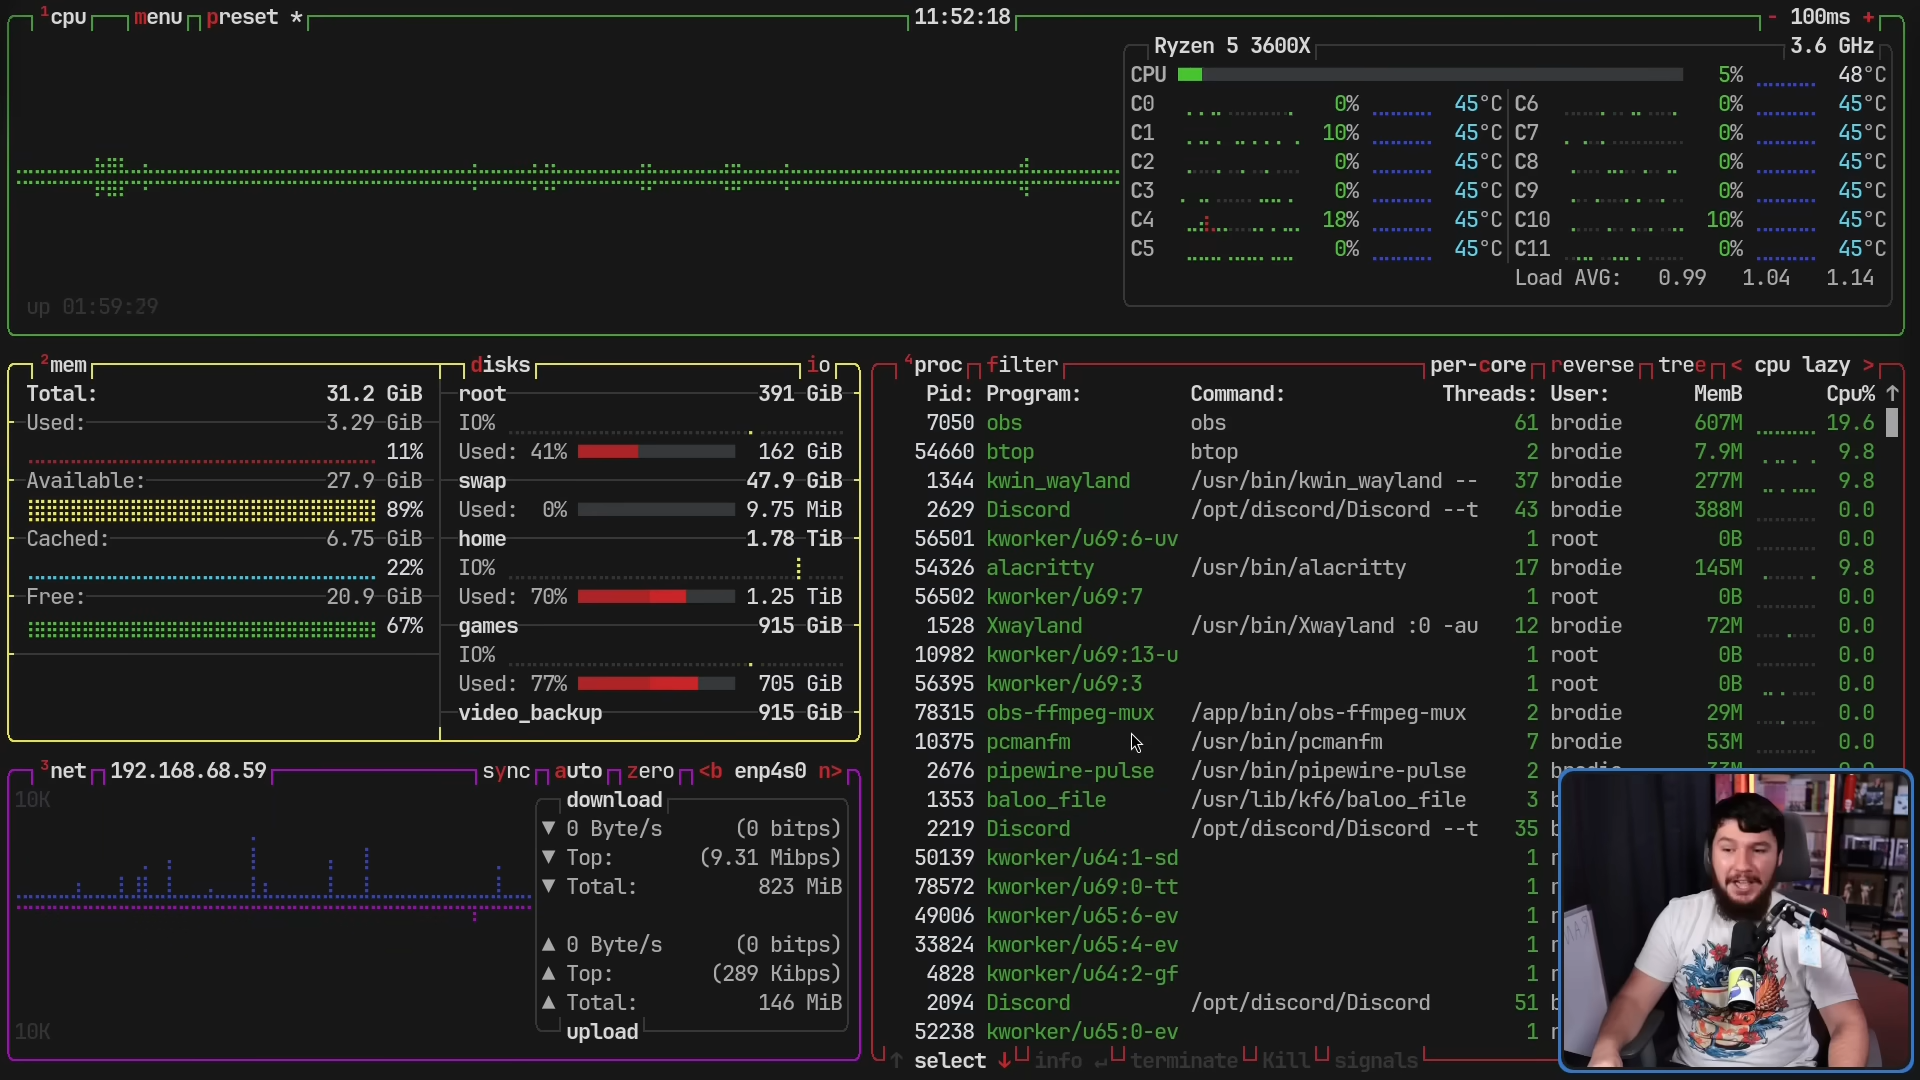 ¹cpu menu preset * 11:52:18 - 100ms +
Ryzen 5 3600X 3.6 GHz
CPU 5% 48°C
C0 0% 45°C C6 0% 45°C
C1 10% 45°C C7 0% 45°C
C2 0% 45°C C8 0% 45°C
C3 0% 45°C C9 0% 45°C
C4 18% 45°C C10 10% 45°C
C5 0% 45°C C11 0% 45°C
Load AVG: 0.99 1.04 1.14
up 01:59:29
²mem
Total: 31.2 GiB
Used: 3.29 GiB
11%
Available: 27.9 GiB
89%
Cached: 6.75 GiB
22%
Free: 20.9 GiB
67%
disks io
root 391 GiB
IO%
Used: 41% 162 GiB
swap 47.9 GiB
Used: 0% 9.75 MiB
home 1.78 TiB
IO%
Used: 70% 1.25 TiB
games 915 GiB
IO%
Used: 77% 705 GiB
video_backup 915 GiB
³net 192.168.68.59 sync auto zero <b enp4s0 n>
10K
10K
download
▼ 0 Byte/s (0 bitps)
▼ Top: (9.31 Mibps)
▼ Total: 823 MiB
▲ 0 Byte/s (0 bitps)
▲ Top: (289 Kibps)
▲ Total: 146 MiB
upload
⁴proc filter per-core reverse tree < cpu lazy >
Pid: Program: Command: Threads: User: MemB Cpu% ↑
7050 obs obs 61 brodie 607M 19.6
54660 btop btop 2 brodie 7.9M 9.8
1344 kwin_wayland /usr/bin/kwin_wayland -- 37 brodie 277M 9.8
2629 Discord /opt/discord/Discord --t 43 brodie 388M 0.0
56501 kworker/u69:6-uv 1 root 0B 0.0
54326 alacritty /usr/bin/alacritty 17 brodie 145M 9.8
56502 kworker/u69:7 1 root 0B 0.0
1528 Xwayland /usr/bin/Xwayland :0 -au 12 brodie 72M 0.0
10982 kworker/u69:13-u 1 root 0B 0.0
56395 kworker/u69:3 1 root 0B 0.0
78315 obs-ffmpeg-mux /app/bin/obs-ffmpeg-mux 2 brodie 29M 0.0
10375 pcmanfm /usr/bin/pcmanfm 7 brodie 53M 0.0
2676 pipewire-pulse /usr/bin/pipewire-pulse 2
1353 baloo_file /usr/lib/kf6/baloo_file 3
2219 Discord /opt/discord/Discord --t 35
50139 kworker/u64:1-sd 1
78572 kworker/u69:0-tt 1
49006 kworker/u65:6-ev 1
33824 kworker/u65:4-ev 1
4828 kworker/u64:2-gf 1
2094 Discord /opt/discord/Discord 51
52238 kworker/u65:0-ev 1
↑ select ↓ info ↵ terminate Kill signals